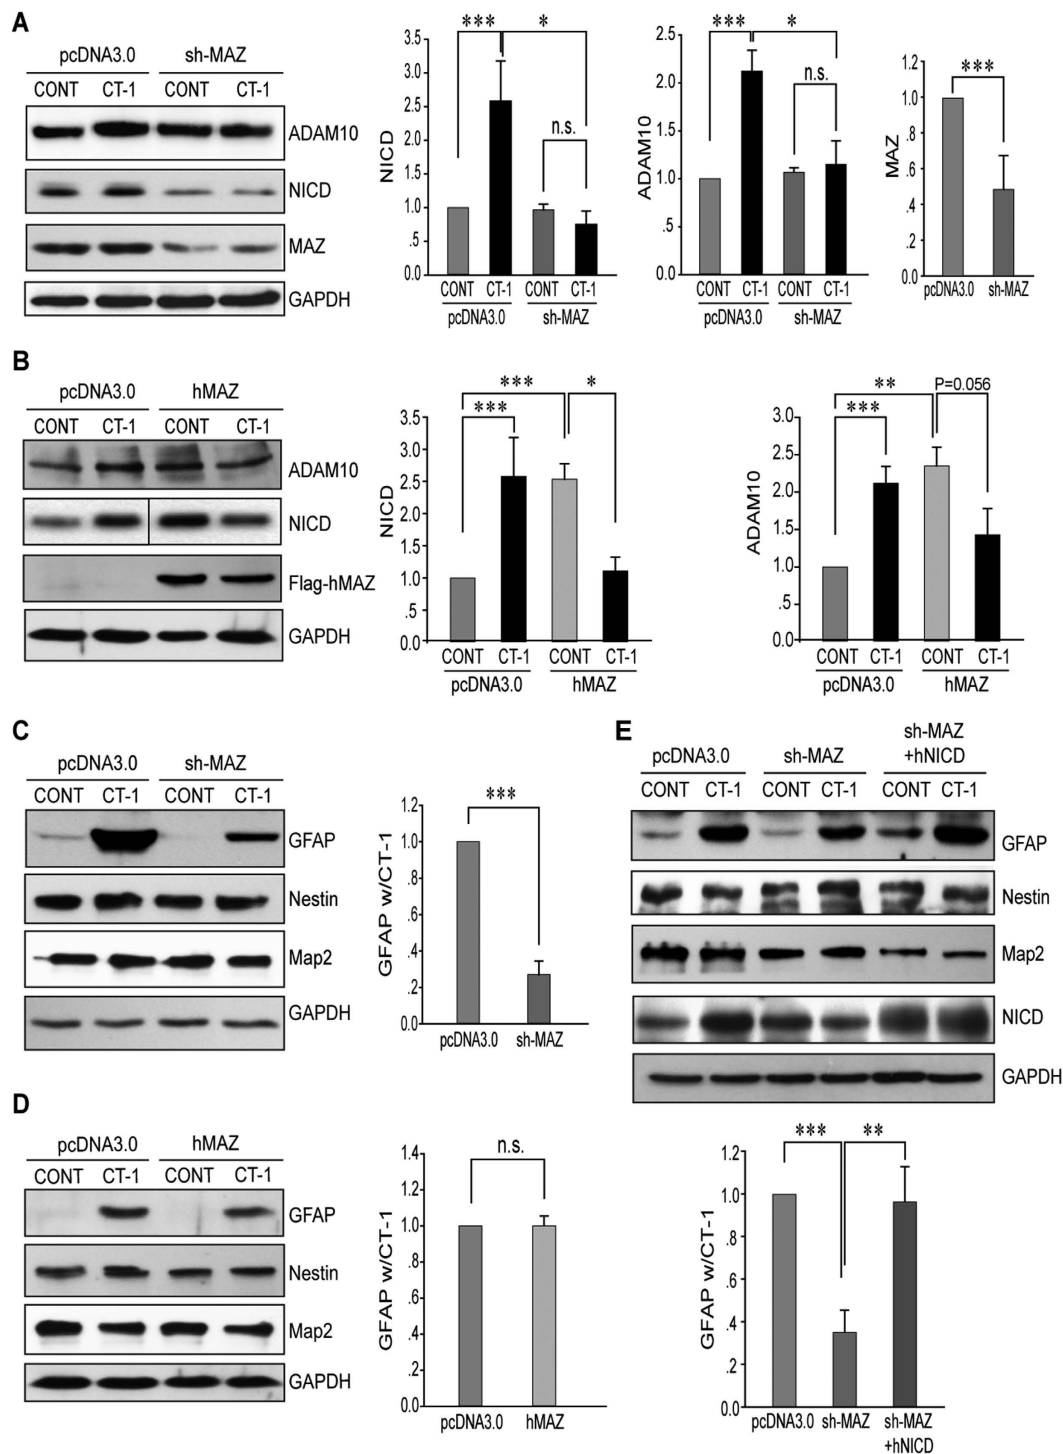 A
pcDNA3.0 sh-MAZ
CONT CT-1 CONT CT-1
ADAM10
NICD
MAZ
GAPDH
*** *
n.s.
NICD
3.5
3.0
2.5
2.0
1.5
1.0
.5
0.0
CONT CT-1 CONT CT-1
pcDNA3.0 sh-MAZ
*** *
n.s.
ADAM10
2.5
2.0
1.5
1.0
.5
0.0
CONT CT-1 CONT CT-1
pcDNA3.0 sh-MAZ
***
MAZ
1.2
1.0
.8
.6
.4
.2
0.0
pcDNA3.0 sh-MAZ
B
pcDNA3.0 hMAZ
CONT CT-1 CONT CT-1
ADAM10
NICD
Flag-hMAZ
GAPDH
*** *
***
NICD
3.5
3.0
2.5
2.0
1.5
1.0
.5
0.0
CONT CT-1 CONT CT-1
pcDNA3.0 hMAZ
** P=0.056
***
ADAM10
3.0
2.5
2.0
1.5
1.0
.5
0.0
CONT CT-1 CONT CT-1
pcDNA3.0 hMAZ
C
pcDNA3.0 sh-MAZ
CONT CT-1 CONT CT-1
GFAP
Nestin
Map2
GAPDH
***
GFAP w/CT-1
1.2
1.0
.8
.6
.4
.2
0.0
pcDNA3.0 sh-MAZ
E
sh-MAZ
pcDNA3.0 sh-MAZ +hNICD
CONT CT-1 CONT CT-1 CONT CT-1
GFAP
Nestin
Map2
NICD
GAPDH
*** **
GFAP w/CT-1
1.2
1.0
.8
.6
.4
.2
0.0
pcDNA3.0 sh-MAZ sh-MAZ
+hNICD
D
pcDNA3.0 hMAZ
CONT CT-1 CONT CT-1
GFAP
Nestin
Map2
GAPDH
n.s.
GFAP w/CT-1
1.4
1.2
1.0
.8
.6
.4
.2
0.0
pcDNA3.0 hMAZ